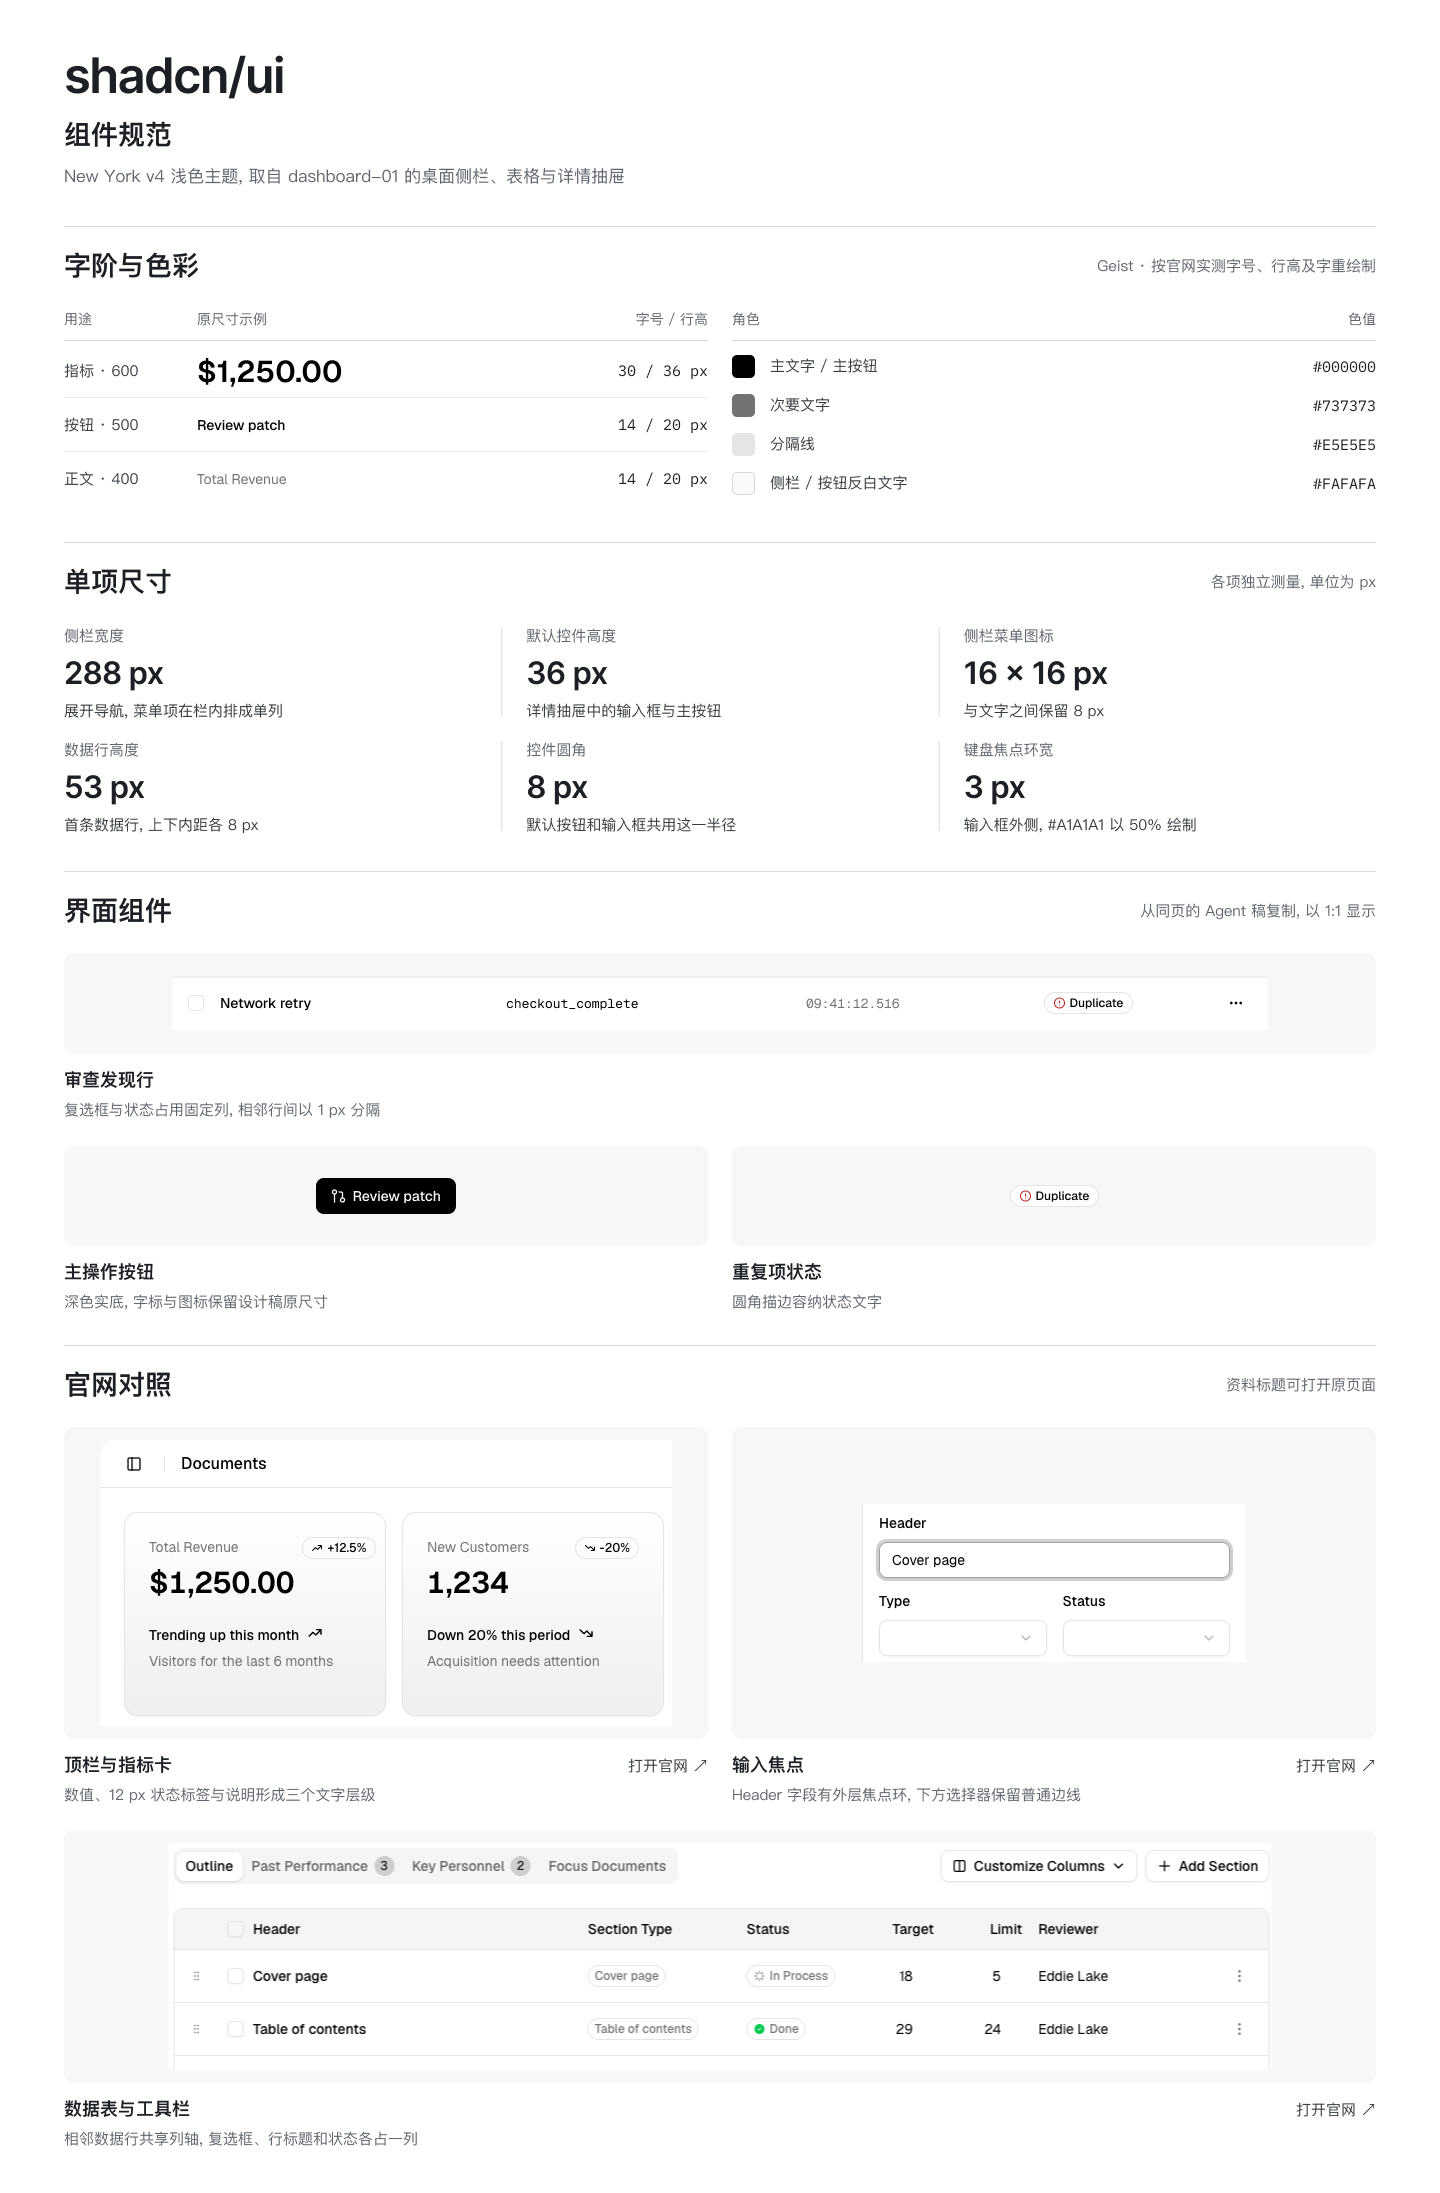 shadcn/ui
组件规范
New York v4 浅色主题, 取自 dashboard-01 的桌面侧栏、表格与详情抽屉
字阶与色彩
Geist · 按官网实测字号、行高及字重绘制
用途 原尺寸示例 字号 / 行高
指标 · 600 $1,250.00 30 / 36 px
按钮 · 500 Review patch 14 / 20 px
正文 · 400 Total Revenue 14 / 20 px
角色 色值
主文字 / 主按钮 #000000
次要文字 #737373
分隔线 #E5E5E5
侧栏 / 按钮反白文字 #FAFAFA
单项尺寸
各项独立测量, 单位为 px
侧栏宽度
288 px
展开导航, 菜单项在栏内排成单列
默认控件高度
36 px
详情抽屉中的输入框与主按钮
侧栏菜单图标
16 × 16 px
与文字之间保留 8 px
数据行高度
53 px
首条数据行, 上下内距各 8 px
控件圆角
8 px
默认按钮和输入框共用这一半径
键盘焦点环宽
3 px
输入框外侧, #A1A1A1 以 50% 绘制
界面组件
从同页的 Agent 稿复制, 以 1:1 显示
Network retry checkout_complete 09:41:12.516 Duplicate
审查发现行
复选框与状态占用固定列, 相邻行间以 1 px 分隔
Review patch
主操作按钮
深色实底, 字标与图标保留设计稿原尺寸
Duplicate
重复项状态
圆角描边容纳状态文字
官网对照
资料标题可打开原页面
Documents
Total Revenue +12.5%
$1,250.00
Trending up this month
Visitors for the last 6 months
New Customers -20%
1,234
Down 20% this period
Acquisition needs attention
顶栏与指标卡 打开官网 ↗
数值、12 px 状态标签与说明形成三个文字层级
Header
Cover page
Type Status
输入焦点 打开官网 ↗
Header 字段有外层焦点环, 下方选择器保留普通边线
Outline Past Performance 3 Key Personnel 2 Focus Documents Customize Columns Add Section
Header Section Type Status Target Limit Reviewer
Cover page Cover page In Process 18 5 Eddie Lake
Table of contents Table of contents Done 29 24 Eddie Lake
数据表与工具栏 打开官网 ↗
相邻数据行共享列轴, 复选框、行标题和状态各占一列